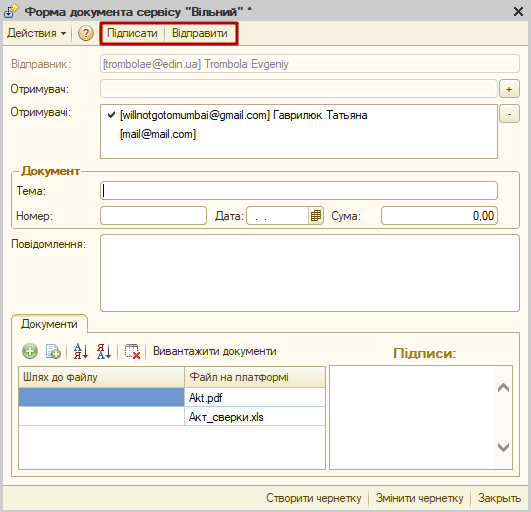 Форма документа сервісу "Вільний" *
Действия Підписати Відправити
Відправник: [trombolae@edin.ua] Trombola Evgeniy
Отримувач: +
Отримувачі: [willnotgotomumbai@gmail.com] Гаврилюк Татьяна -
[mail@mail.com]
Документ
Тема:
Номер: Дата: . . Сума: 0,00
Повідомлення:
Документи
Вивантажити документи Підписи:
Шлях до файлу Файл на платформі
Akt.pdf
Акт_сверки.xls
Створити чернетку Змінити чернетку Закрыть